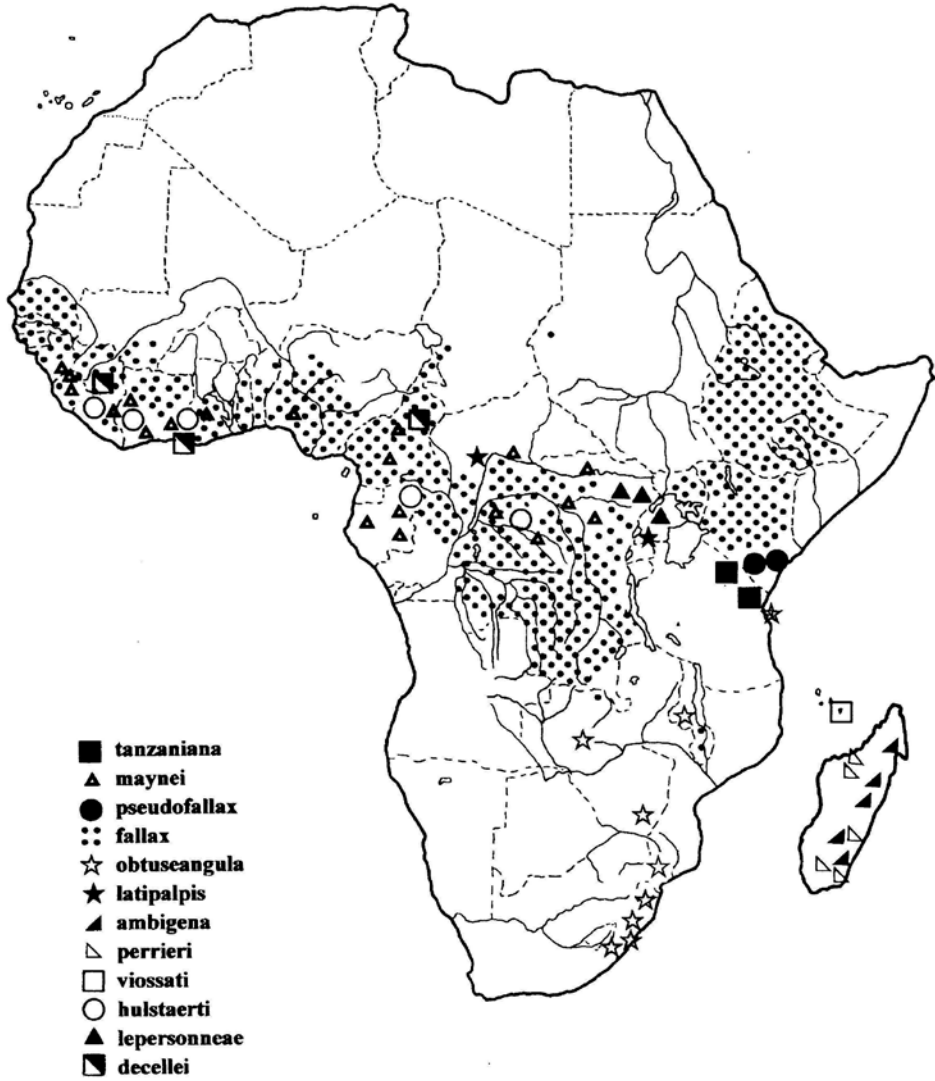 tanzaniana
maynei
pseudofallax
fallax
obtuseangula
latipalpis
ambigena
perrieri
viossati
hulstaerti
lepersonneae
decellei